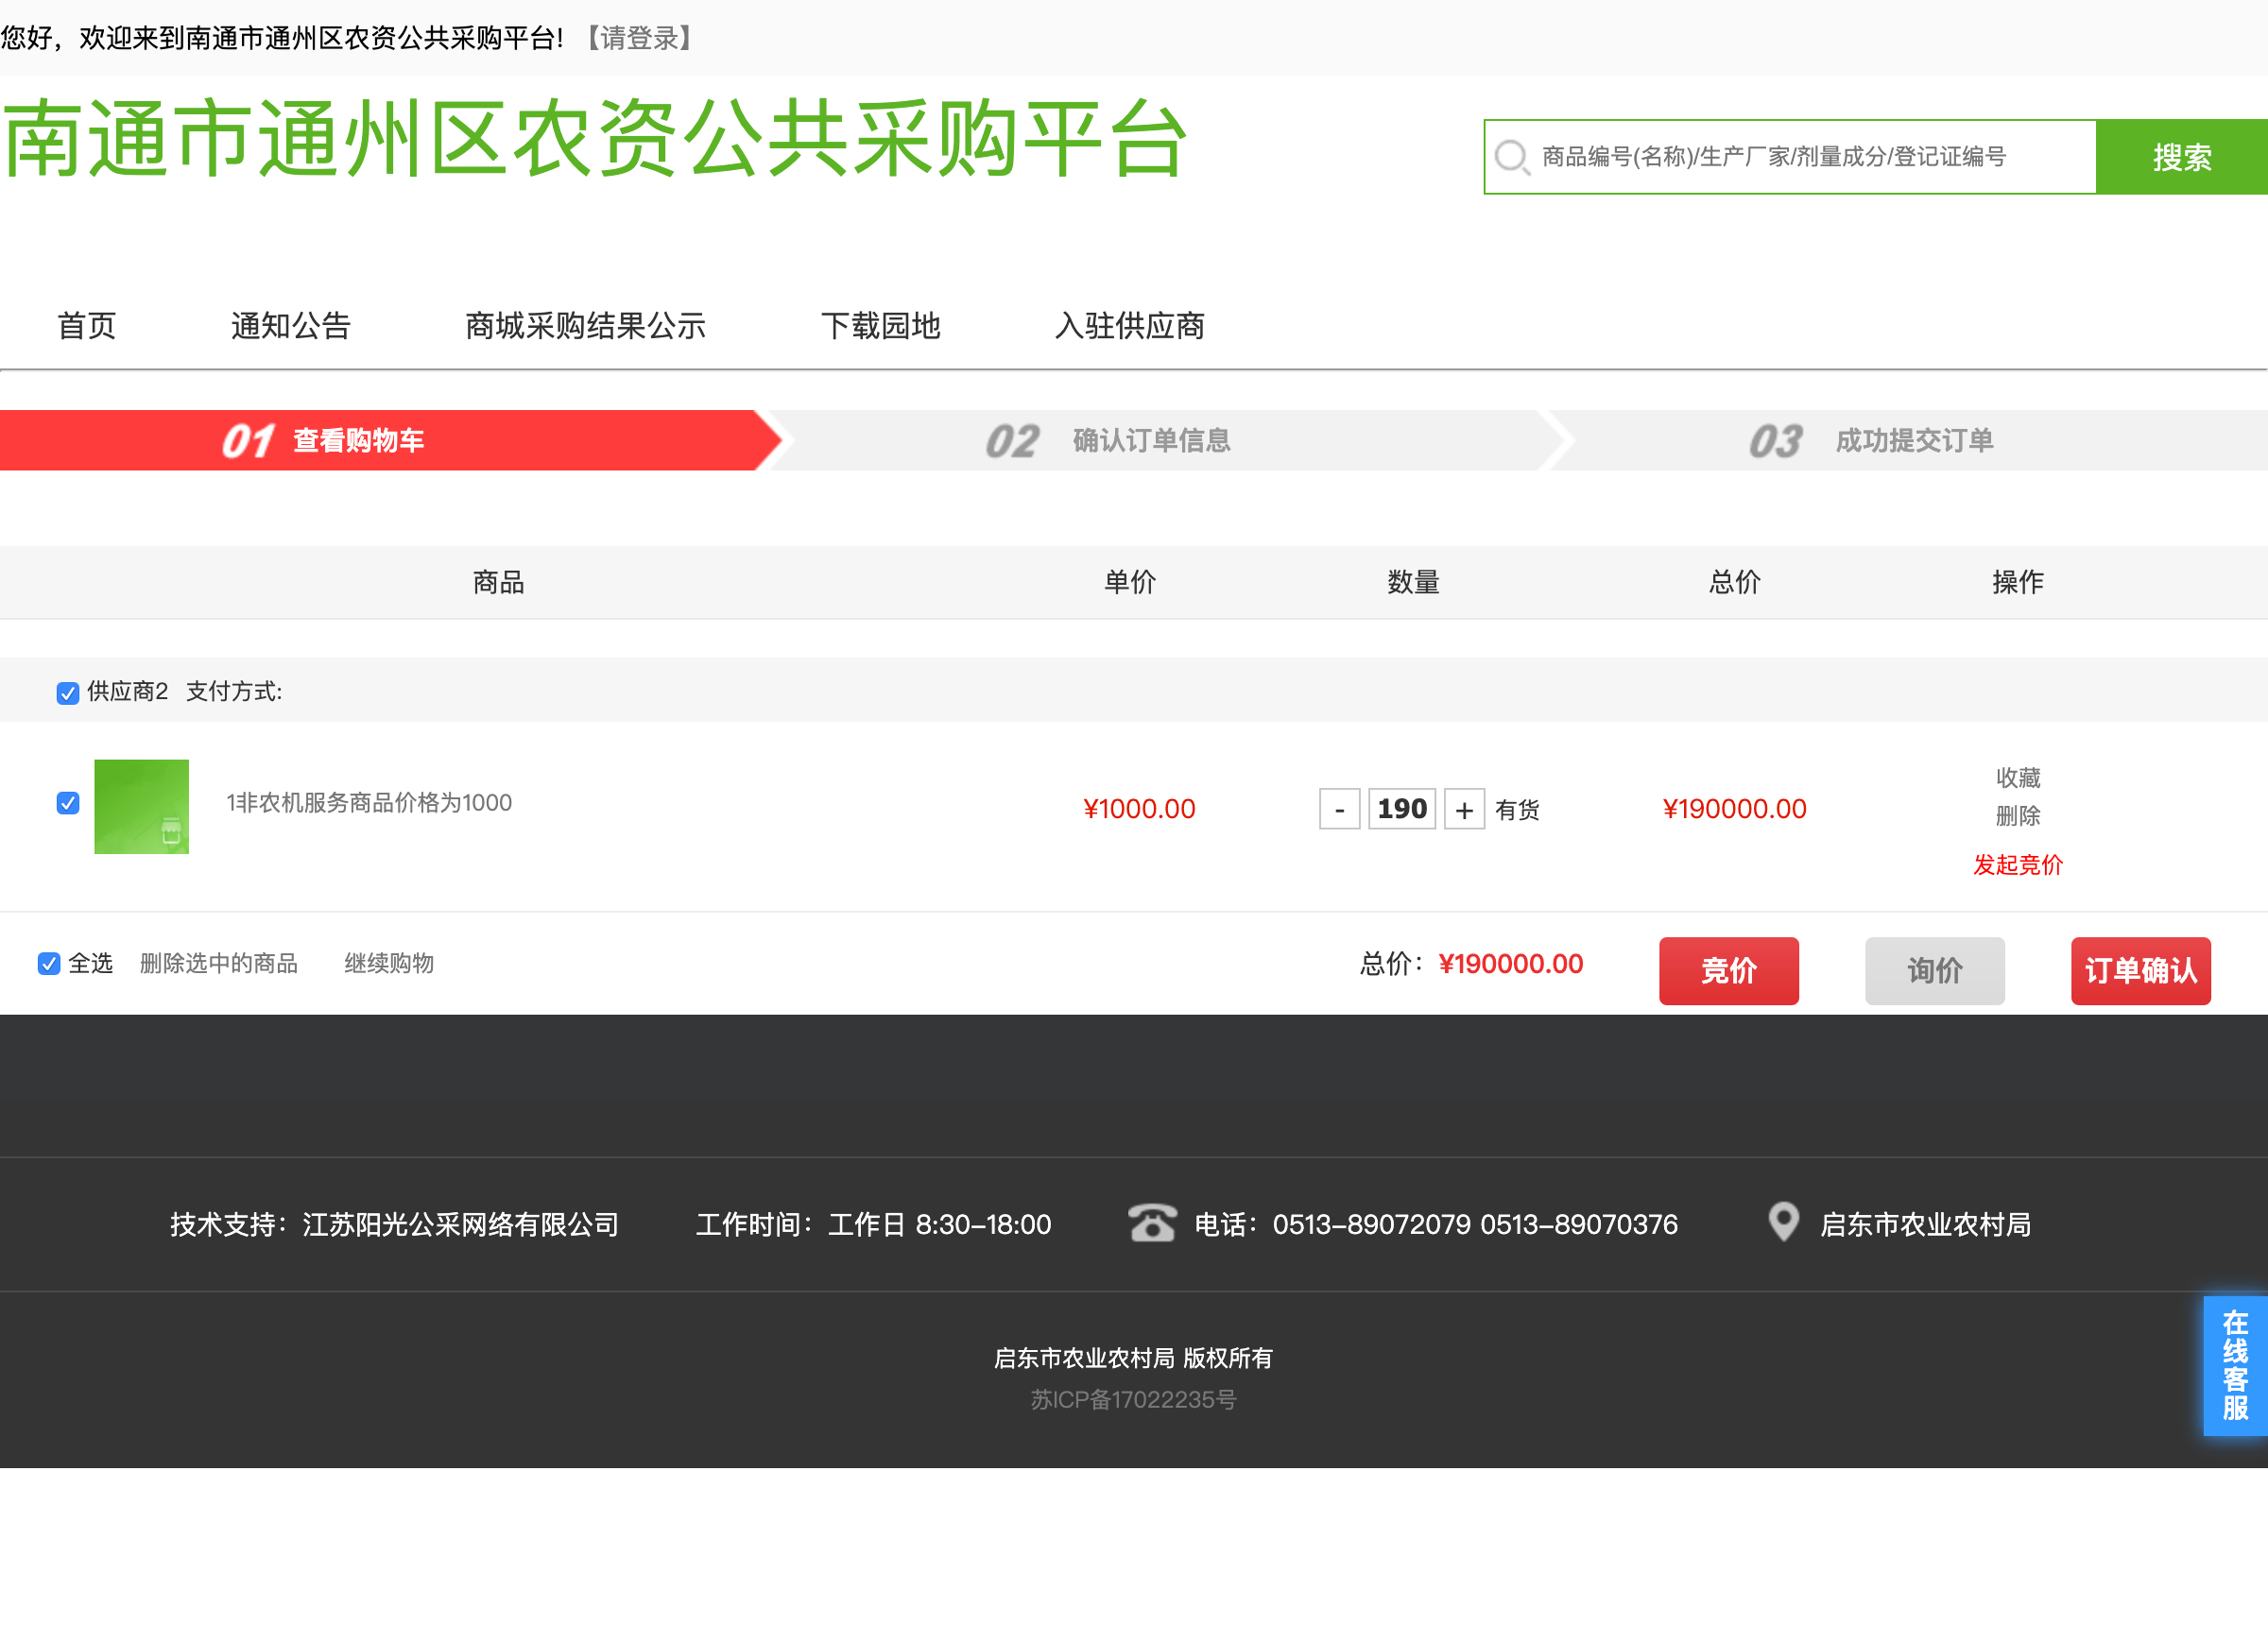 您好，欢迎来到南通市通州区农资公共采购平台! 【请登录】
南通市通州区农资公共采购平台
商品编号(名称)/生产厂家/剂量成分/登记证编号 搜索
首页 通知公告 商城采购结果公示 下载园地 入驻供应商
01 查看购物车 02 确认订单信息 03 成功提交订单
商品 单价 数量 总价 操作
供应商2 支付方式:
1非农机服务商品价格为1000 ¥1000.00 - 190 + 有货 ¥190000.00
收藏
删除
发起竞价
全选 删除选中的商品 继续购物 总价：¥190000.00 竞价 询价 订单确认
技术支持：江苏阳光公采网络有限公司 工作时间：工作日 8:30-18:00 电话：0513-89072079 0513-89070376 启东市农业农村局
启东市农业农村局 版权所有
苏ICP备17022235号
在线客服